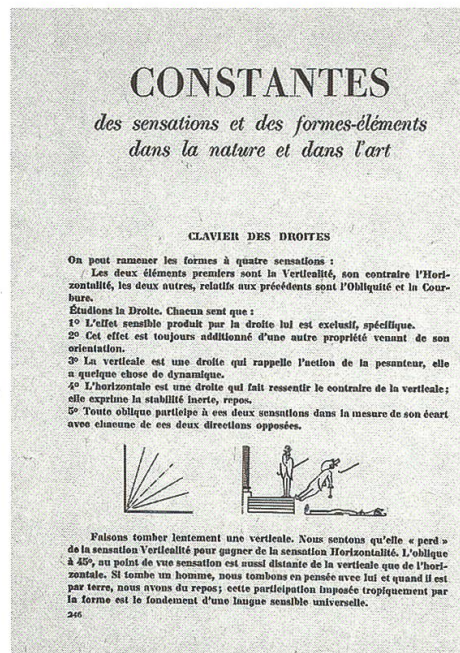 CONSTANTES
des sensations et des formes-éléments
dans la nature et dans l'art
CLAVIER DES DROITES
On peut ramener les formes à quatre sensations :
Les deux éléments premiers sont la Verticalité, son contraire l'Hori-
zontalité, les deux autres, relatifs aux précédents sont l'Obliquité et la Cour-
bure.
Étudions la Droite. Chacun sent que :
1º L'effet sensible produit par la droite lui est exclusif, spécifique.
2º Cet effet est toujours additionné d'une autre propriété venant de son
orientation.
3º La verticale est une droite qui rappelle l'action de la pesanteur, elle
a quelque chose de dynamique.
4º L'horizontale est une droite qui fait ressentir le contraire de la verticale;
elle exprime la stabilité inerte, repos.
5º Toute oblique participe à ces deux sensations dans la mesure de son écart
avec chacune de ces deux directions opposées.
Faisons tomber lentement une verticale. Nous sentons qu'elle « perd »
de la sensation Verticalité pour gagner de la sensation Horizontalité. L'oblique
à 45º, au point de vue sensation est aussi distante de la verticale que de l'hori-
zontale. Si tombe un homme, nous tombons en pensée avec lui et quand il est
par terre, nous avons du repos; cette participation imposée tropiquement par
la forme est le fondement d'une langue sensible universelle.
246